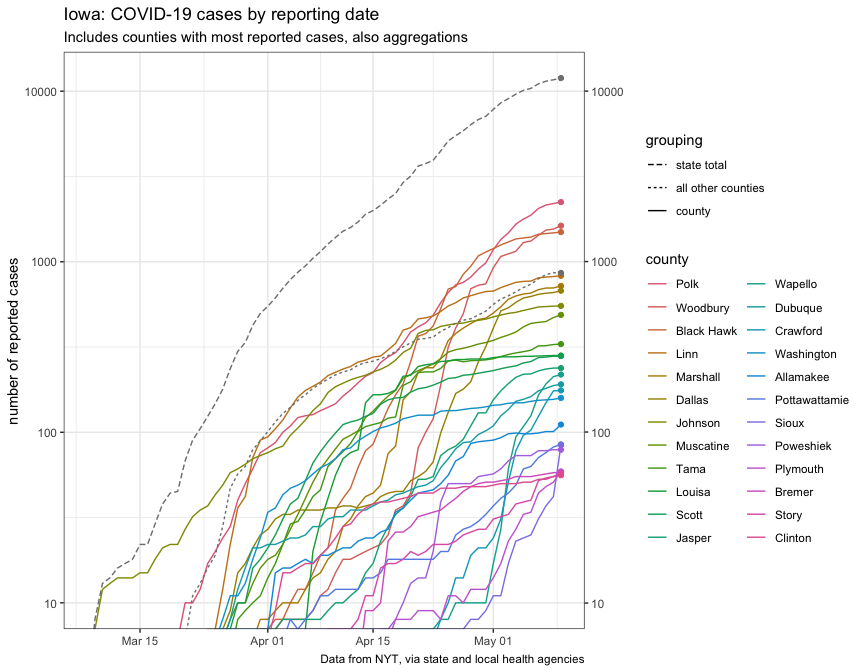 Iowa: COVID-19 cases by reporting date
Includes counties with most reported cases, also aggregations
number of reported cases
10000
1000
100
10
10000
1000
100
10
Mar 15
Apr 01
Apr 15
May 01
Data from NYT, via state and local health agencies
grouping
state total
all other counties
county
county
Polk
Woodbury
Black Hawk
Linn
Marshall
Dallas
Johnson
Muscatine
Tama
Louisa
Scott
Jasper
Wapello
Dubuque
Crawford
Washington
Allamakee
Pottawattamie
Sioux
Poweshiek
Plymouth
Bremer
Story
Clinton